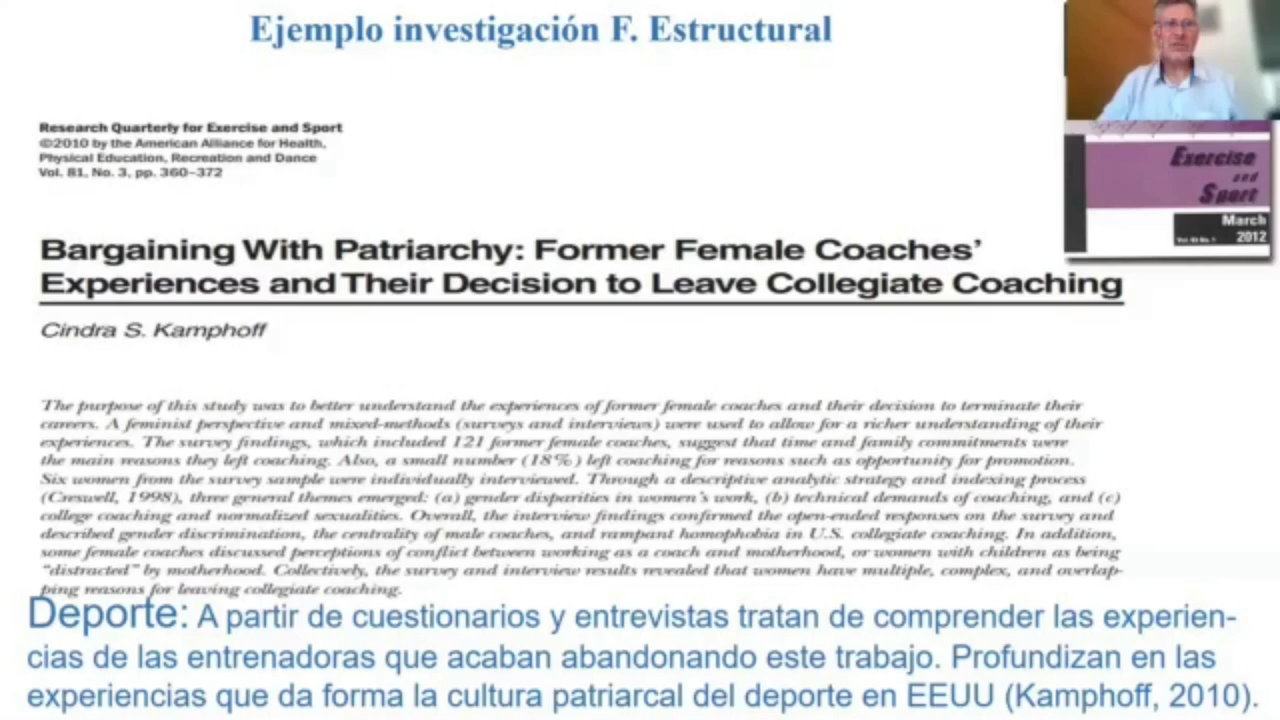 Ejemplo investigación F. Estructural
Research Quarterly for Exercise and Sport
©2010 by the American Alliance for Health,
Physical Education, Recreation and Dance
Vol. 81, No. 3, pp. 360–372
Exercise
and
Sport
March
2012
Bargaining With Patriarchy: Former Female Coaches’
Experiences and Their Decision to Leave Collegiate Coaching
Cindra S. Kamphoff
The purpose of this study was to better understand the experiences of former female coaches and their decision to terminate their
careers. A feminist perspective and mixed-methods (surveys and interviews) were used to allow for a richer understanding of their
experiences. The survey findings, which included 121 former female coaches, suggest that time and family commitments were
the main reasons they left coaching. Also, a small number (18%) left coaching for reasons such as opportunity for promotion.
Six women from the survey sample were individually interviewed. Through a descriptive analytic strategy and indexing process
(Creswell, 1998), three general themes emerged: (a) gender disparities in women’s work, (b) technical demands of coaching, and (c)
college coaching and normalized sexualities. Overall, the interview findings confirmed the open-ended responses on the survey and
described gender discrimination, the centrality of male coaches, and rampant homophobia in U.S. collegiate coaching. In addition,
some female coaches discussed perceptions of conflict between working as a coach and motherhood, or women with children as being
“distracted” by motherhood. Collectively, the survey and interview results revealed that women have multiple, complex, and overlap-
ping reasons for leaving collegiate coaching.
Deporte: A partir de cuestionarios y entrevistas tratan de comprender las experien-
cias de las entrenadoras que acaban abandonando este trabajo. Profundizan en las
experiencias que da forma la cultura patriarcal del deporte en EEUU (Kamphoff, 2010).